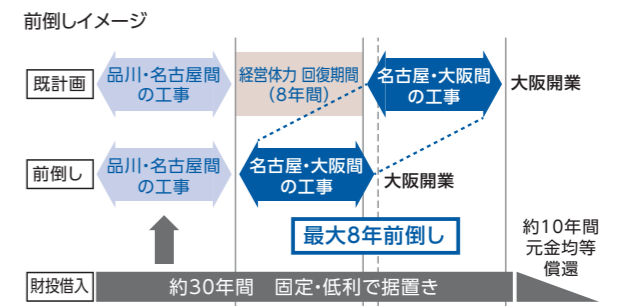 前倒しイメージ
既計画
品川・名古屋間
の工事
経営体力 回復期間
(8年間)
名古屋・大阪間
の工事
大阪開業
前倒し
品川・名古屋間
の工事
名古屋・大阪間
の工事
大阪開業
最大8年前倒し
約10年間
元金均等
償還
財投借入
約30年間 固定・低利で据置き